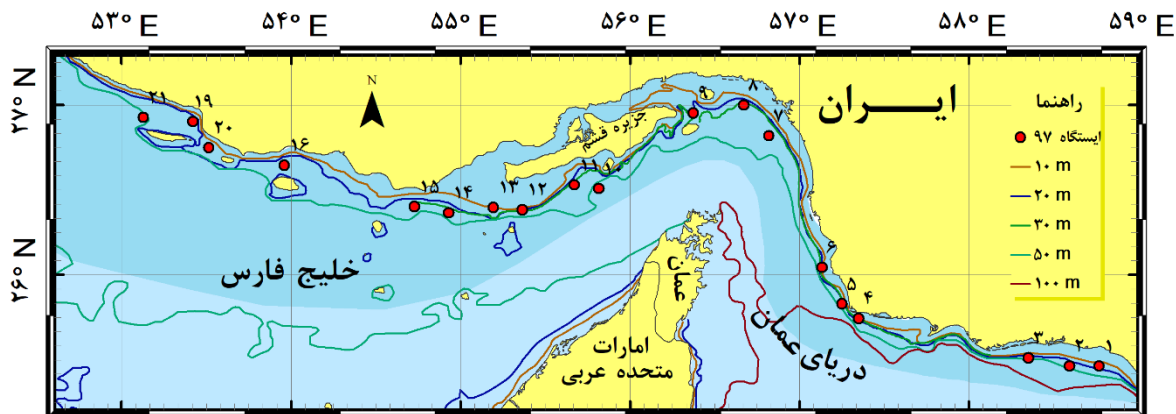 ۵۳° E ۵۴° E ۵۵° E ۵۶° E ۵۷° E ۵۸° E ۵۹° E
۲۷° N
۲۶° N
N
ایــــران
جزیره قشم
خلیج فارس
عمان
دریای عمان
امارات
متحده عربی
راهنما
ایستگاه ۹۷
۱۰ m
۲۰ m
۳۰ m
۵۰ m
۱۰۰ m
۲۱ ۱۹
۲۰
۱۶
۱۵ ۱۴ ۱۳ ۱۲ ۱۱ ۱۰
۹ ۸
۷
۶
۵ ۴
۳ ۲ ۱